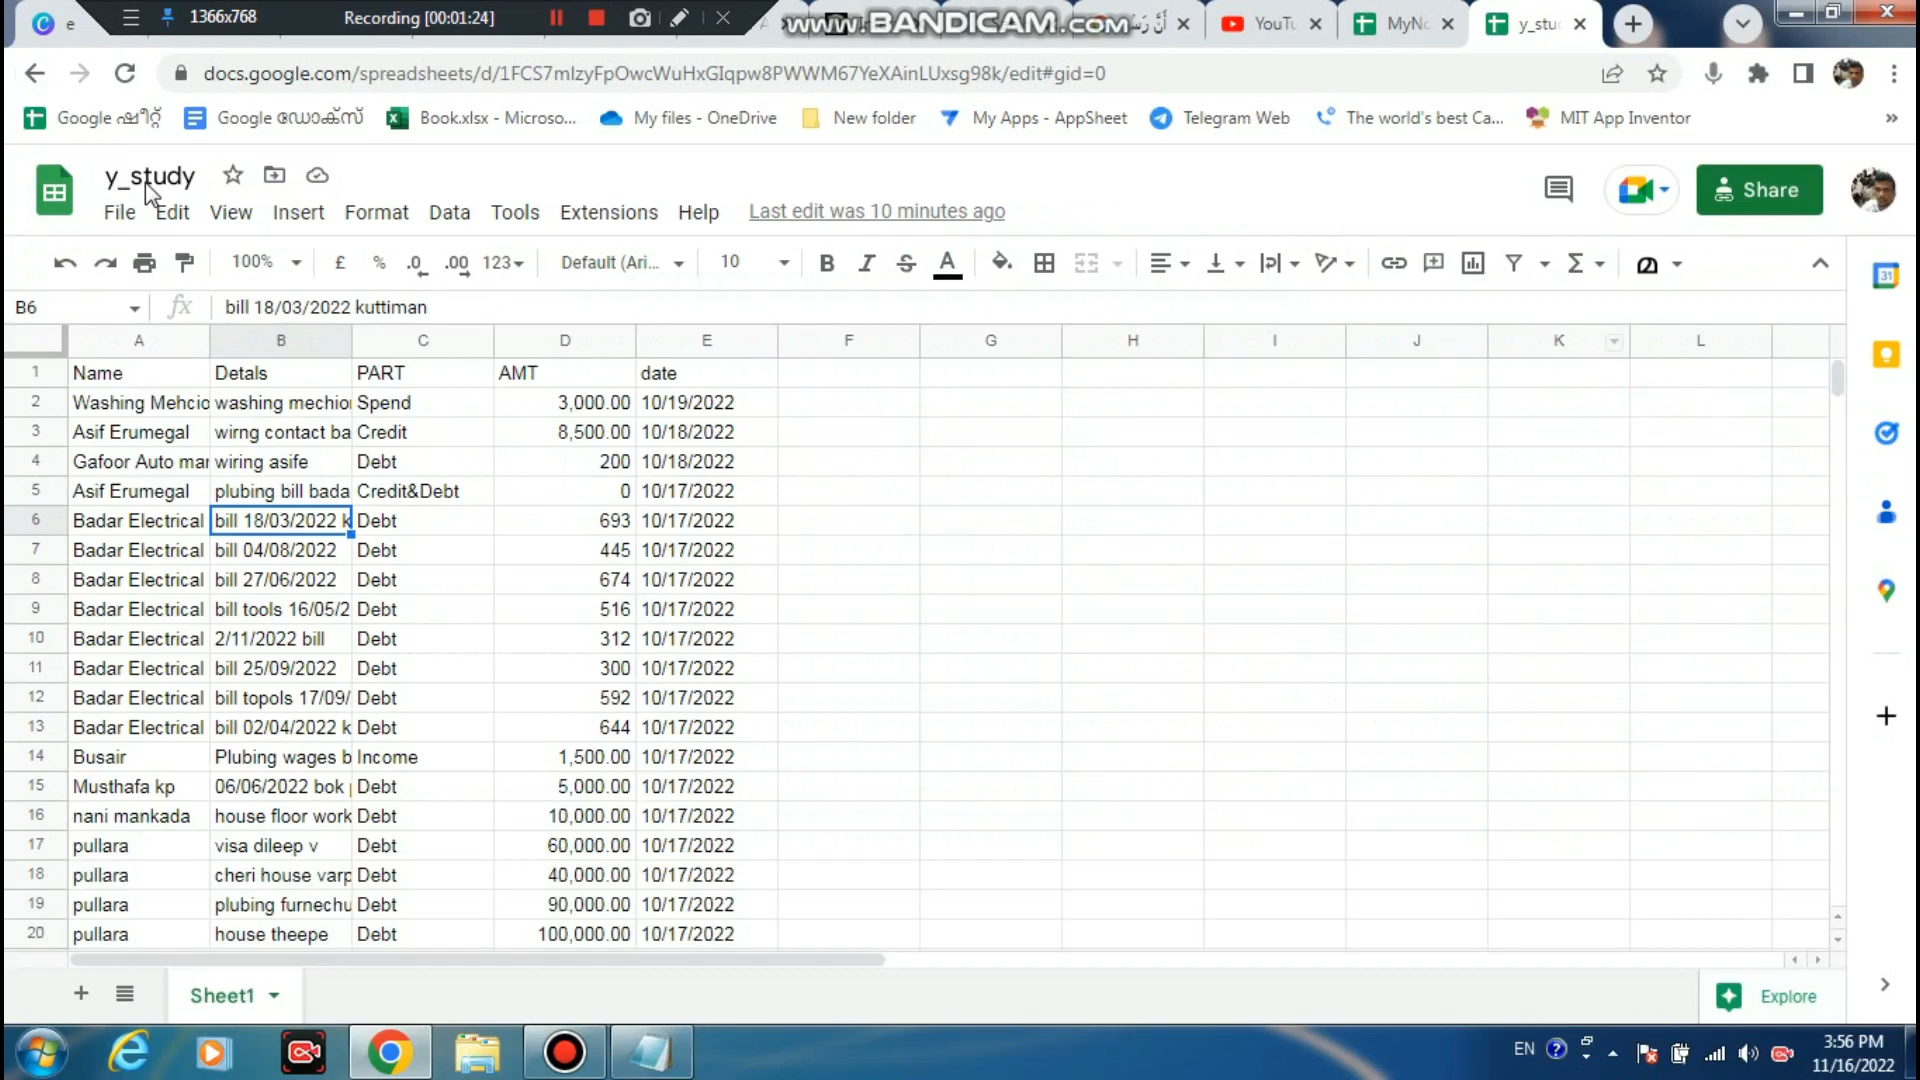 1366x768
Recording [00:01:24]
www.BANDICAM.com
YouTu
MyNo
y_stu
docs.google.com/spreadsheets/d/1FCS7mlzyFpOwcWuHxGIqpw8PWWM67YeXAinLUxsg98k/edit#gid=0
Google ഷീറ്റ് Google ഡോക്സ് Book.xlsx - Microso... My files - OneDrive New folder My Apps - AppSheet Telegram Web The world's best Ca... MIT App Inventor »
y_study
File Edit View Insert Format Data Tools Extensions Help Last edit was 10 minutes ago
Share
100% £ % .0 .00 123 Default (Ari... 10 B I S A
B6 fx bill 18/03/2022 kuttiman
A B C D E F G H I J K L
1 Name Detals PART AMT date
2 Washing Mehcio washing mechior Spend 3,000.00 10/19/2022
3 Asif Erumegal wirng contact ba Credit 8,500.00 10/18/2022
4 Gafoor Auto mar wiring asife Debt 200 10/18/2022
5 Asif Erumegal plubing bill bada Credit&Debt 0 10/17/2022
6 Badar Electrical bill 18/03/2022 k Debt 693 10/17/2022
7 Badar Electrical bill 04/08/2022 Debt 445 10/17/2022
8 Badar Electrical bill 27/06/2022 Debt 674 10/17/2022
9 Badar Electrical bill tools 16/05/2 Debt 516 10/17/2022
10 Badar Electrical 2/11/2022 bill Debt 312 10/17/2022
11 Badar Electrical bill 25/09/2022 Debt 300 10/17/2022
12 Badar Electrical bill topols 17/09/ Debt 592 10/17/2022
13 Badar Electrical bill 02/04/2022 k Debt 644 10/17/2022
14 Busair Plubing wages b Income 1,500.00 10/17/2022
15 Musthafa kp 06/06/2022 bok Debt 5,000.00 10/17/2022
16 nani mankada house floor work Debt 10,000.00 10/17/2022
17 pullara visa dileep v Debt 60,000.00 10/17/2022
18 pullara cheri house varp Debt 40,000.00 10/17/2022
19 pullara plubing furnechu Debt 90,000.00 10/17/2022
20 pullara house theepe Debt 100,000.00 10/17/2022
Sheet1
Explore
EN
3:56 PM
11/16/2022